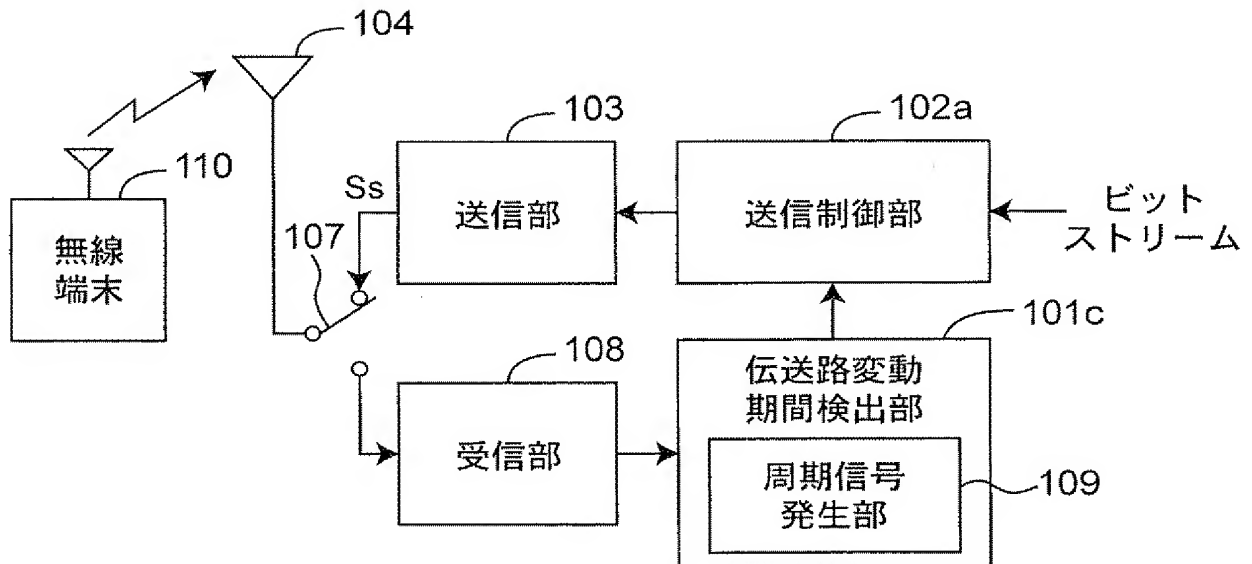 104
103
102a
110
Ss
送信部
送信制御部
ビット
ストリーム
無線
端末
107
101c
108
伝送路変動
期間検出部
受信部
周期信号
発生部
109